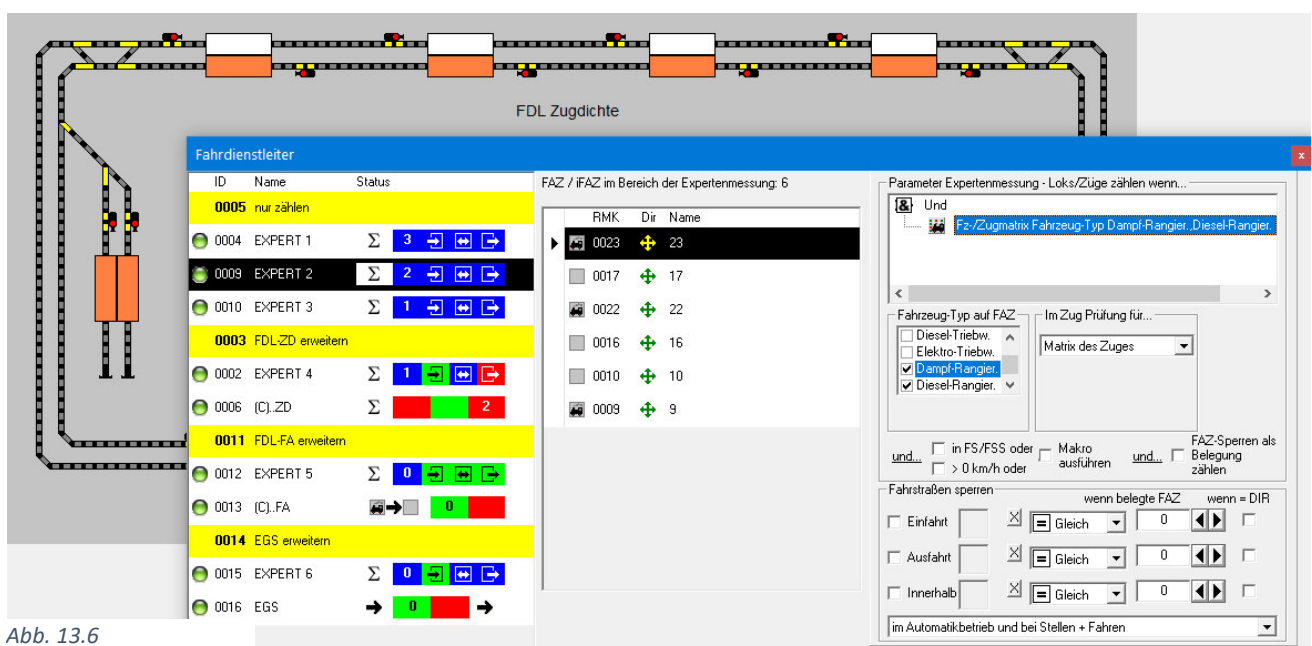 FDL Zugdichte
Fahrdienstleiter
x
ID Name Status
0005 nur zählen
0004 EXPERT 1 Σ 3
0009 EXPERT 2 Σ 2
0010 EXPERT 3 Σ 1
0003 FDL-ZD erweitern
0002 EXPERT 4 Σ 1
0006 (C)..ZD Σ 2
0011 FDL-FA erweitern
0012 EXPERT 5 Σ 0
0013 (C)..FA 0
0014 EGS erweitern
0015 EXPERT 6 Σ 0
0016 EGS 0
FAZ / iFAZ im Bereich der Expertenmessung: 6
RMK Dir Name
0023 23
0017 17
0022 22
0016 16
0010 10
0009 9
Parameter Expertenmessung - Loks/Züge zählen wenn...
{&} Und
Fz-/Zugmatrix Fahrzeug-Typ Dampf-Rangier.,Diesel-Rangier.
Fahrzeug-Typ auf FAZ
Diesel-Triebw.
Elektro-Triebw.
Dampf-Rangier.
Diesel-Rangier.
Im Zug Prüfung für...
Matrix des Zuges
und...
in FS/FSS oder
> 0 km/h oder
Makro
ausführen
und...
FAZ-Sperren als
Belegung
zählen
Fahrstraßen sperren
wenn belegte FAZ wenn = DIR
Einfahrt X = Gleich 0
Ausfahrt X = Gleich 0
Innerhalb X = Gleich 0
im Automatikbetrieb und bei Stellen + Fahren
Abb. 13.6